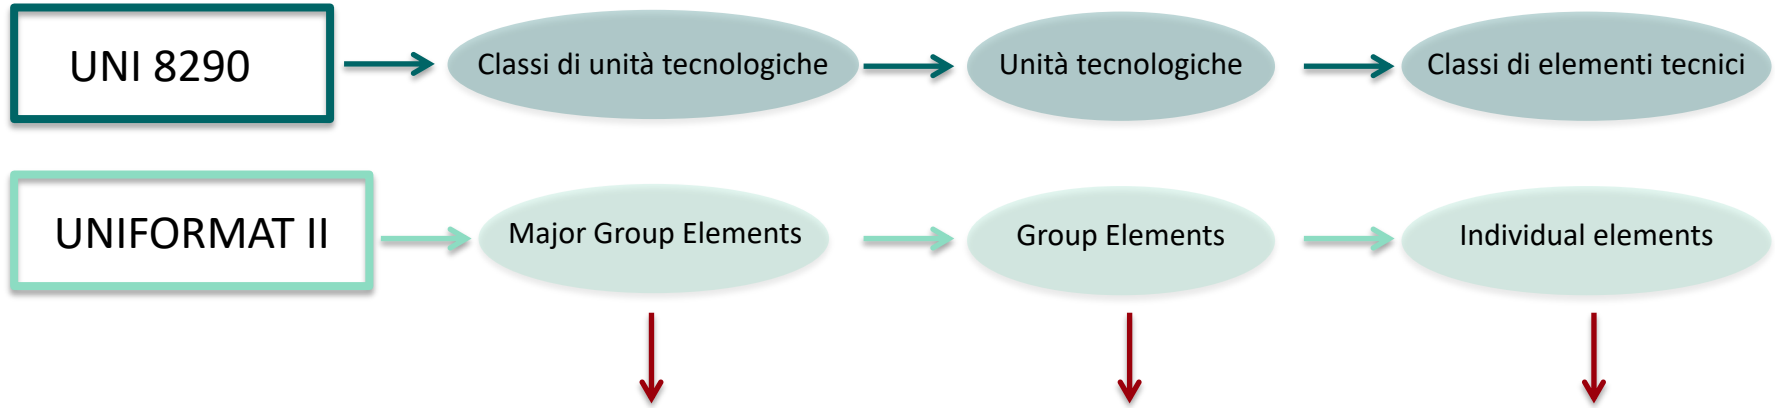 UNI 8290
Classi di unità tecnologiche
Unità tecnologiche
Classi di elementi tecnici
UNIFORMAT II
Major Group Elements
Group Elements
Individual elements